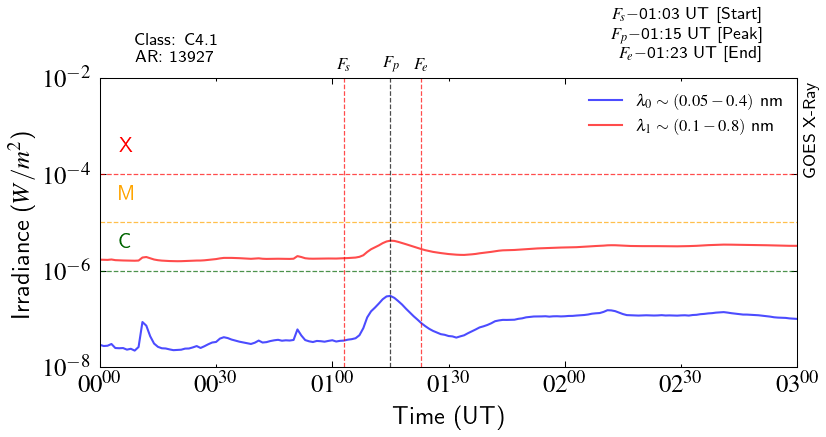 F_s−01:03 UT [Start]
Class: C4.1
F_p−01:15 UT [Peak]
AR: 13927
F_e−01:23 UT [End]
F_s F_p F_e
10^−2
λ_0 ∼ (0.05 − 0.4) nm
λ_1 ∼ (0.1 − 0.8) nm
GOES X-Ray
X
10^−4
M
Irradiance (W/m^2)
C
10^−6
10^−8
00^00 00^30 01^00 01^30 02^00 02^30 03^00
Time (UT)